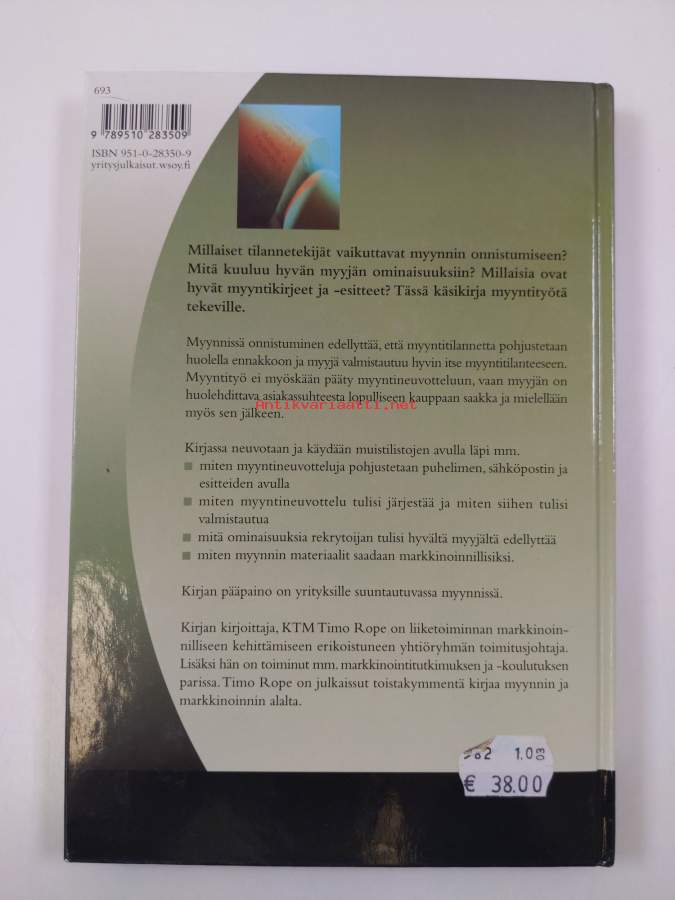 693
9 789510 283509
ISBN 951-0-28350-9
yritysjulkaisut.wsoy.fi
Millaiset tilannetekijät vaikuttavat myynnin onnistumiseen?
Mitä kuuluu hyvän myyjän ominaisuuksiin? Millaisia ovat
hyvät myyntikirjeet ja -esitteet? Tässä käsikirja myyntityötä
tekeville.
Myynnissä onnistuminen edellyttää, että myyntitilannetta pohjustetaan
huolella ennakkoon ja myyjä valmistautuu hyvin itse myyntitilanteeseen.
Myyntityö ei myöskään pääty myyntineuvotteluun, vaan myyjän on
huolehdittava asiakassuhteesta lopulliseen kauppaan saakka ja mielellään
Antikvariaatti.net
myös sen jälkeen.
Kirjassa neuvotaan ja käydään muistilistojen avulla läpi mm.
miten myyntineuvotteluja pohjustetaan puhelimen, sähköpostin ja
esitteiden avulla
miten myyntineuvottelu tulisi järjestää ja miten siihen tulisi
valmistautua
mitä ominaisuuksia rekrytoijan tulisi hyvältä myyjältä edellyttää
miten myynnin materiaalit saadaan markkinoinnillisiksi.
Kirjan pääpaino on yrityksille suuntautuvassa myynnissä.
Kirjan kirjoittaja, KTM Timo Rope on liiketoiminnan markkinoin-
nilliseen kehittämiseen erikoistuneen yhtiöryhmän toimitusjohtaja.
Lisäksi hän on toiminut mm. markkinointitutkimuksen ja -koulutuksen
parissa. Timo Rope on julkaissut toistakymmentä kirjaa myynnin ja
markkinoinnin alalta.
1.0 03
€ 38.00